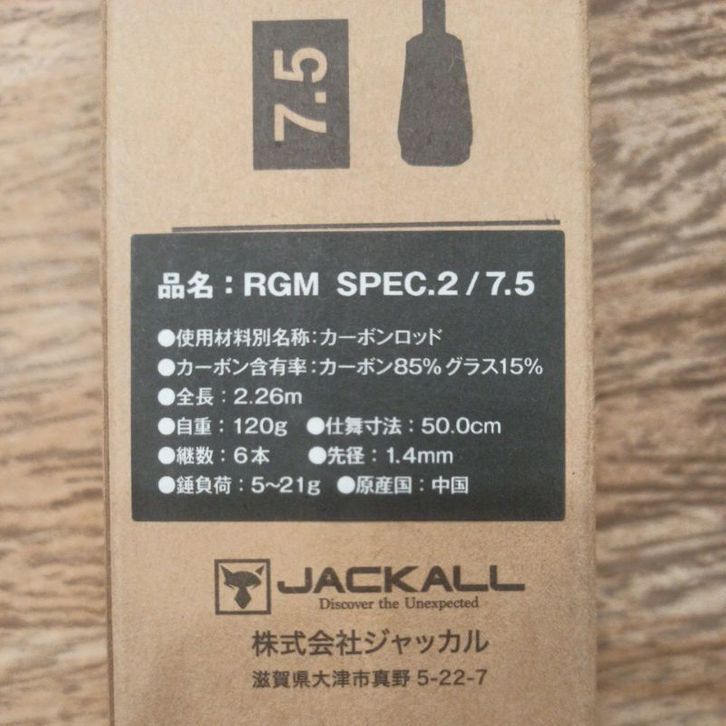 7.5
品名：RGM SPEC.2 / 7.5
●使用材料別名称：カーボンロッド
●カーボン含有率：カーボン85% グラス15%
●全長：2.26m
●自重：120g ●仕舞寸法：50.0cm
●継数：6本 ●先径：1.4mm
●錘負荷：5〜21g ●原産国：中国
JACKALL
Discover the Unexpected
株式会社ジャッカル
滋賀県大津市真野 5-22-7